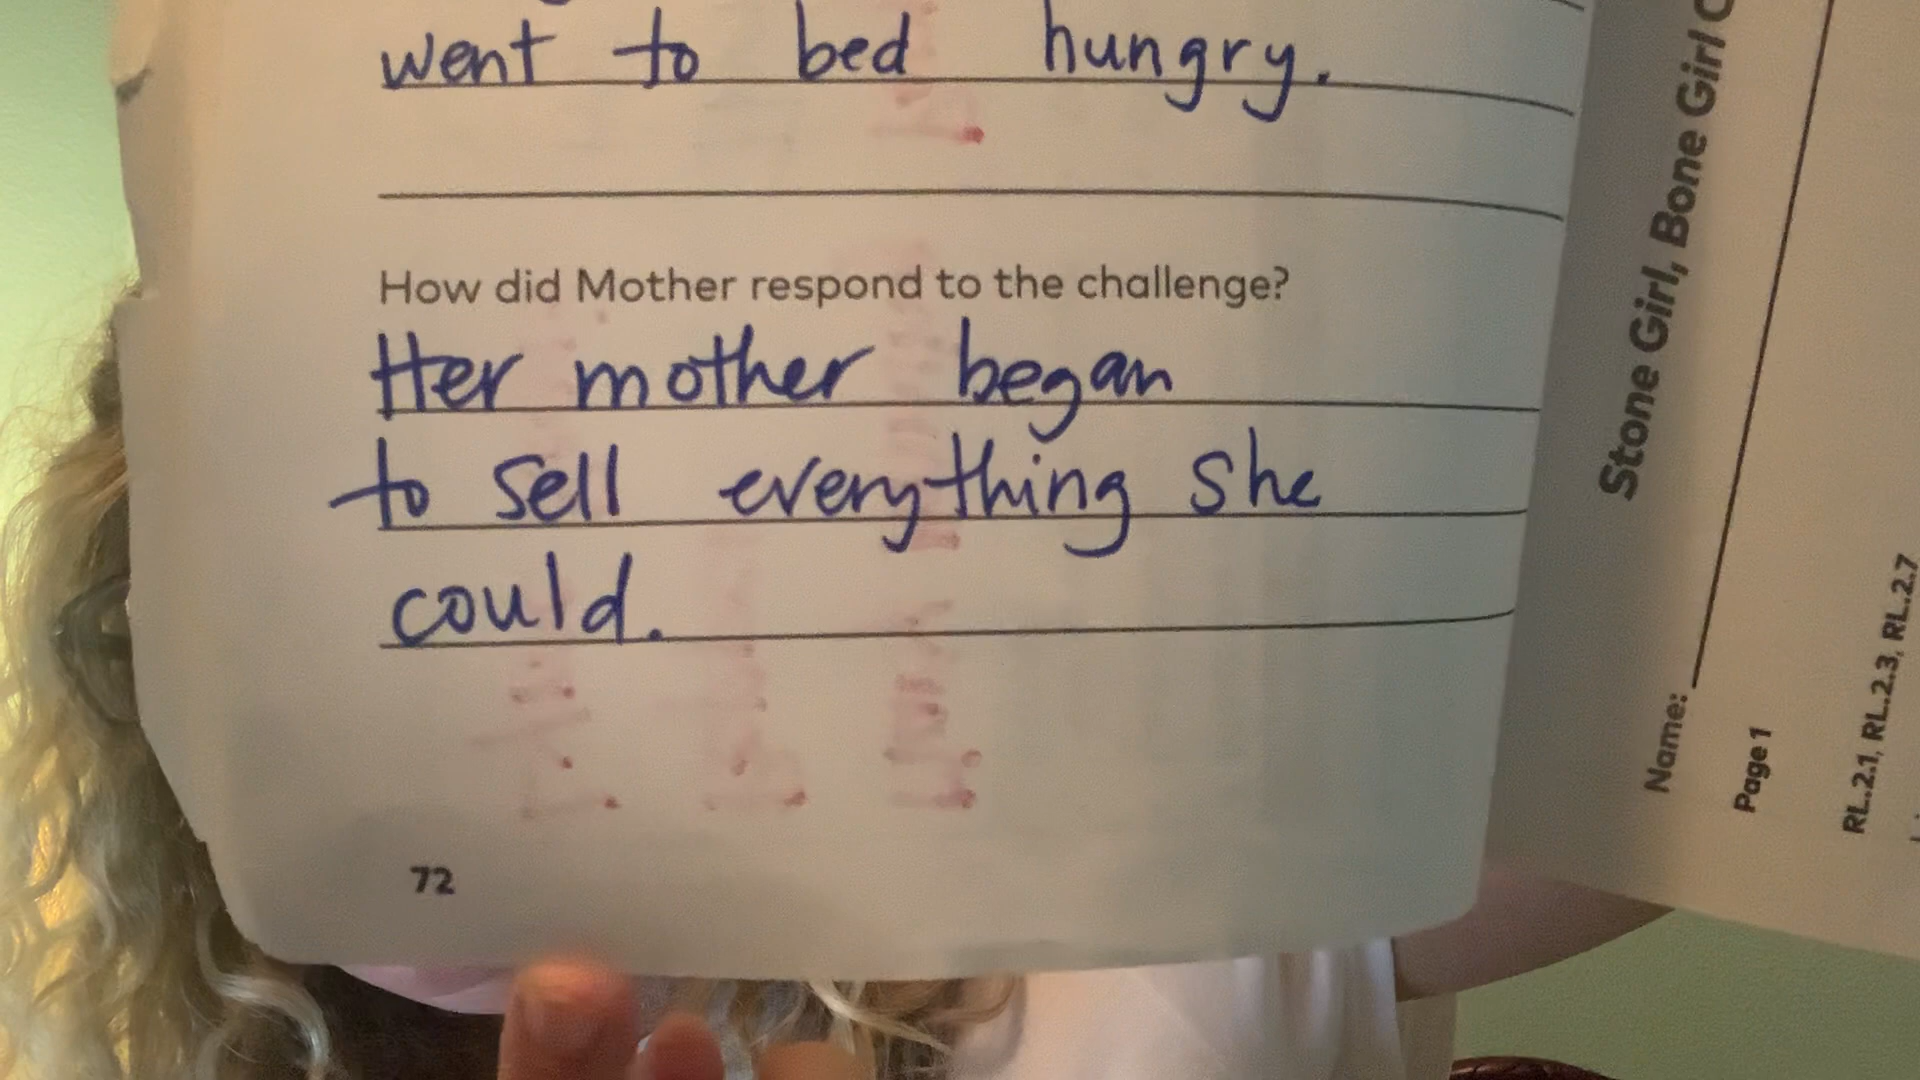 went to bed hungry.
How did Mother respond to the challenge?
Her mother began
to sell everything she
could.
72
Stone Girl, Bone Girl
Name:
Page 1
RL.2.1, RL.2.3, RL.2.7